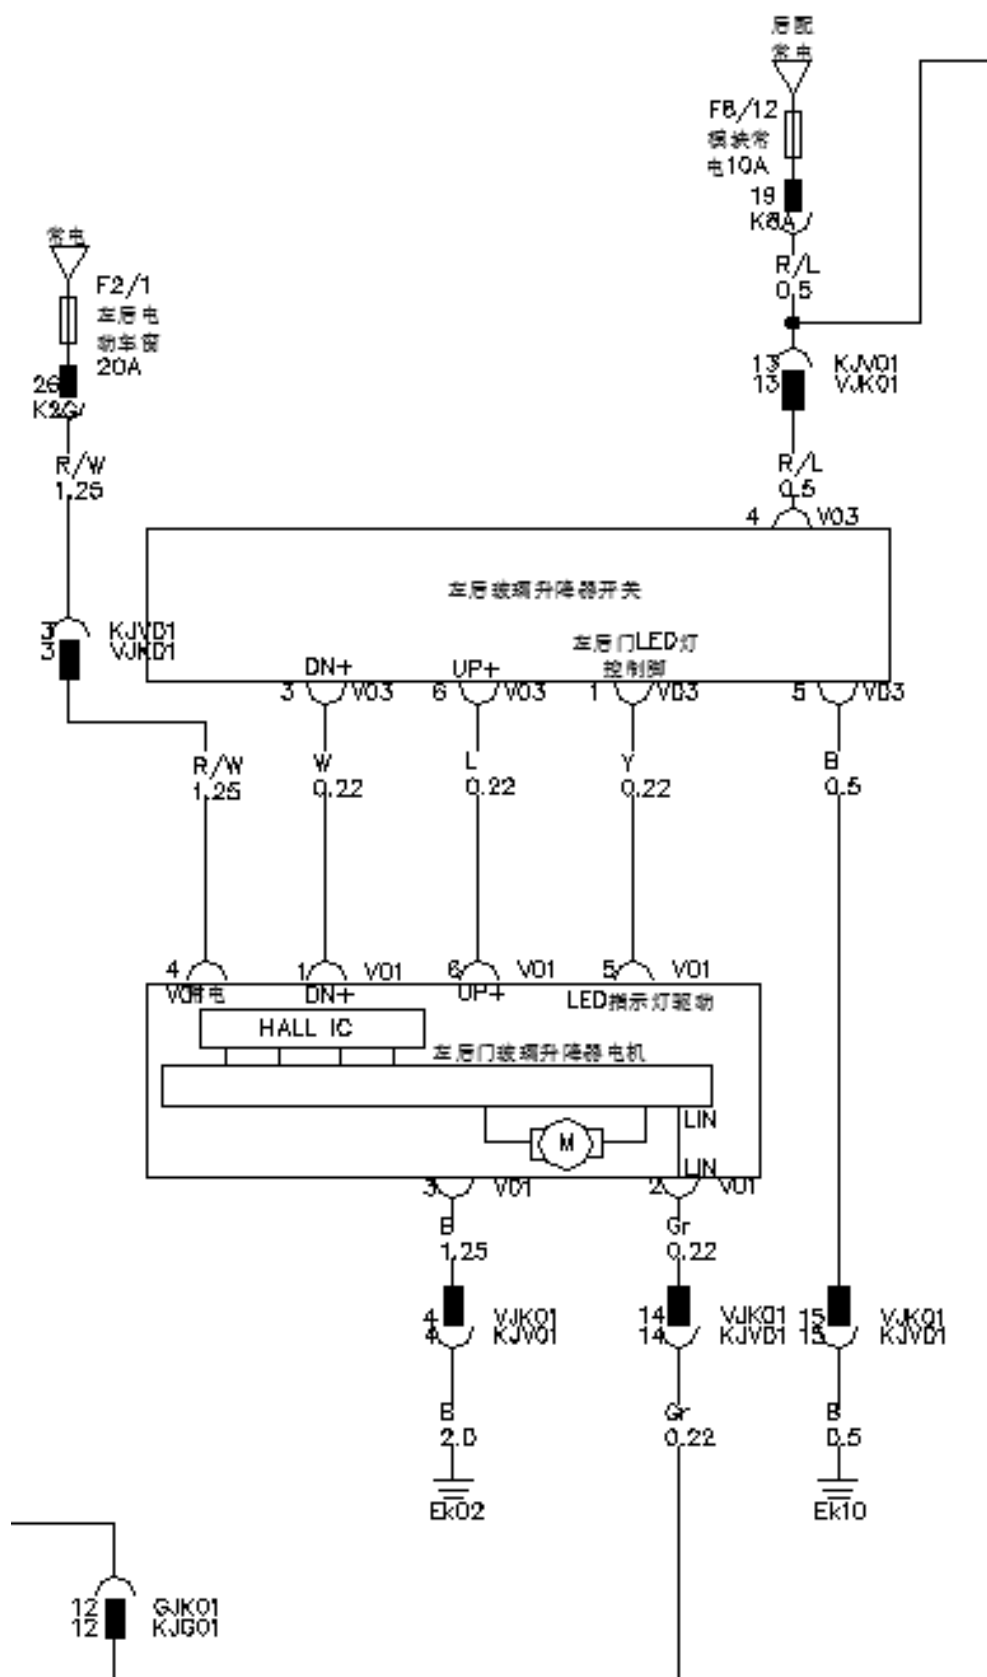 后配
常电
F8/12
模块常
电10A
19
K8A
R/L
0.5
常电
F2/1
左后电
动车窗
20A
26
K2G
R/W
1.25
13 KJV01
13 VJK01
R/L
0.5
4 V03
左后玻璃升降器开关
3 KJV01
3 VJK01
左后门LED灯
控制脚
DN+
UP+
3 V03
6 V03
1 V03
5 V03
R/W
1.25
W
0.22
L
0.22
Y
0.22
B
0.5
4
V01
常电
1 V01
DN+
6 V01
UP+
5 V01
LED指示灯驱动
HALL IC
左后门玻璃升降器电机
M
LIN
LIN
3 V01
2 V01
B
1.25
Gr
0.22
4 VJK01
4 KJV01
14 VJK01
14 KJV01
15 VJK01
15 KJV01
B
2.0
Gr
0.22
B
0.5
Ek02
Ek10
12 GJK01
12 KJG01